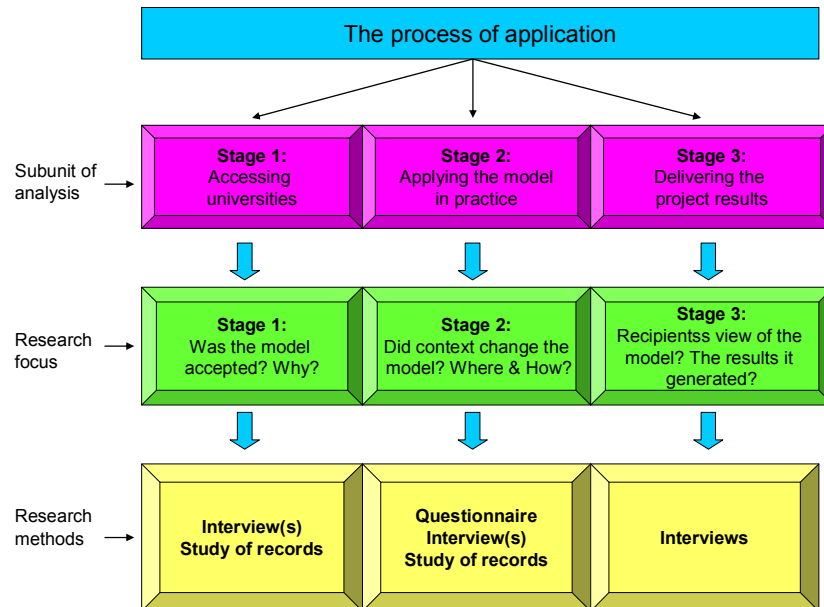 The process of application
Subunit of
analysis
Stage 1:
Accessing
universities
Stage 2:
Applying the model
in practice
Stage 3:
Delivering the
project results
Research
focus
Stage 1:
Was the model
accepted? Why?
Stage 2:
Did context change the
model? Where & How?
Stage 3:
Recipientss view of the
model? The results it
generated?
Research
methods
Interview(s)
Study of records
Questionnaire
Interview(s)
Study of records
Interviews